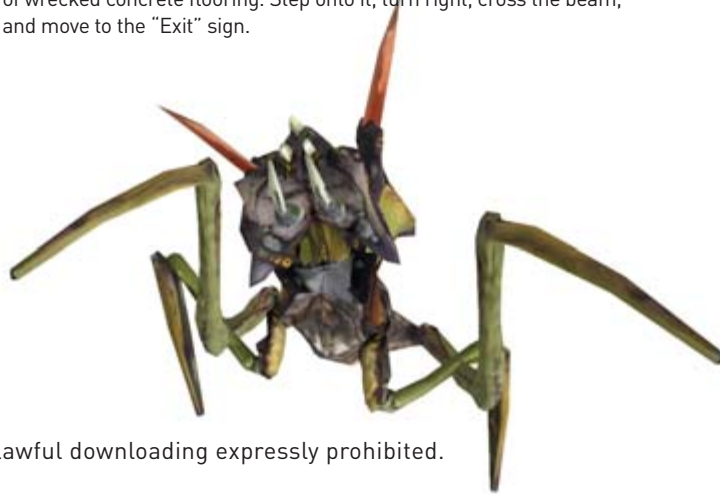 of wrecked concrete flooring. Step onto it, turn right, cross the beam,
and move to the “Exit” sign.
lawful downloading expressly prohibited.